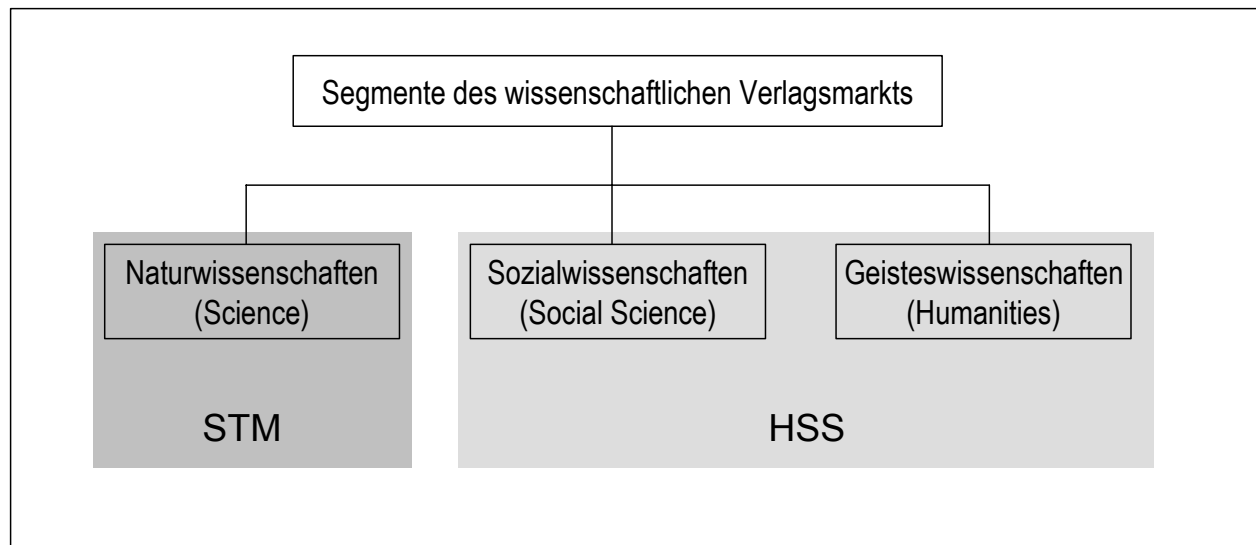 Segmente des wissenschaftlichen Verlagsmarkts
Naturwissenschaften
(Science)
Sozialwissenschaften
(Social Science)
Geisteswissenschaften
(Humanities)
STM
HSS